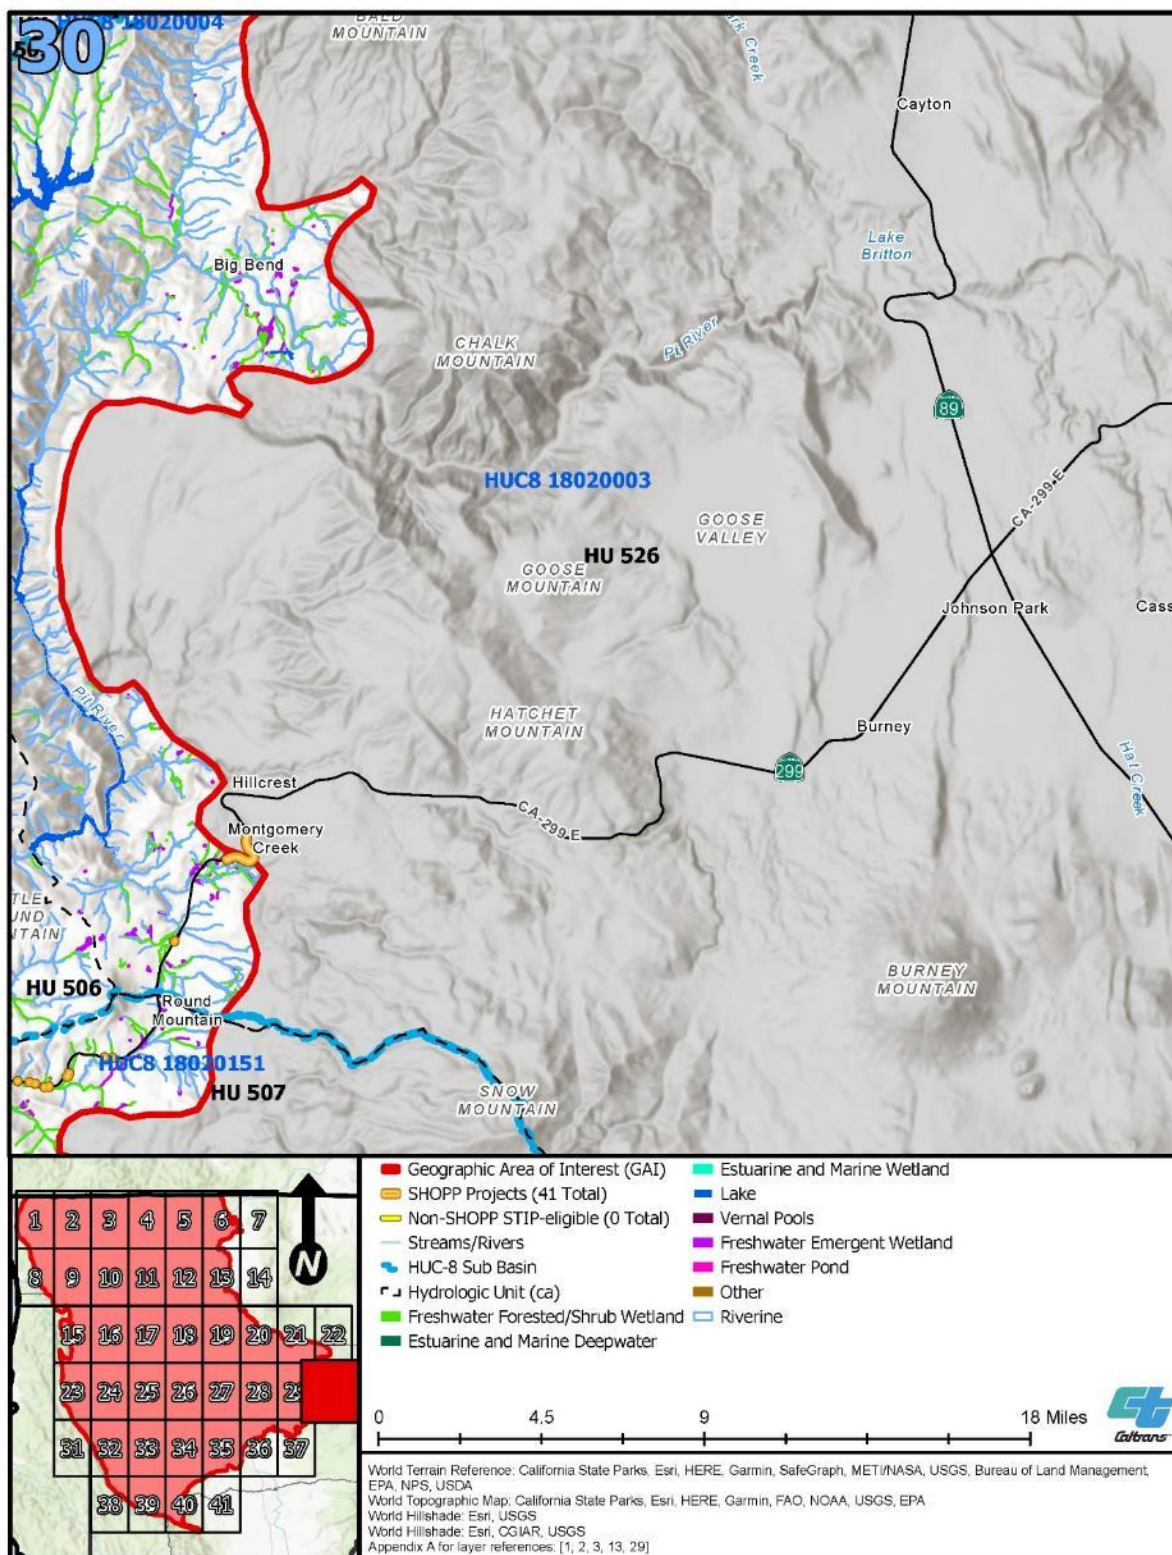 HUC8 18020004
30
BALD
MOUNTAIN
Creek
Cayton
Lake
Britton
Big Bend
Pit River
CHALK
MOUNTAIN
89
HUC8 18020003
CA-299 E
GOOSE
VALLEY
HU 526
GOOSE
MOUNTAIN
Johnson Park
Cass
Pit River
HATCHET
MOUNTAIN
Burney
Hat Creek
299
Hillcrest
CA-299 E
Montgomery
Creek
TLE
UND
NTAIN
BURNEY
MOUNTAIN
HU 506
Round
Mountain
HUC8 18020151
HU 507
SNOW
MOUNTAIN
1 2 3 4 5 6 7
8 9 10 11 12 13 14
15 16 17 18 19 20 21 22
23 24 25 26 27 28 29
31 32 33 34 35 36 37
38 39 40 41
N
Geographic Area of Interest (GAI)
SHOPP Projects (41 Total)
Non-SHOPP STIP-eligible (0 Total)
Streams/Rivers
HUC-8 Sub Basin
Hydrologic Unit (ca)
Freshwater Forested/Shrub Wetland
Estuarine and Marine Deepwater
Estuarine and Marine Wetland
Lake
Vernal Pools
Freshwater Emergent Wetland
Freshwater Pond
Other
Riverine
0 4.5 9 18 Miles
Caltrans
World Terrain Reference: California State Parks, Esri, HERE, Garmin, SafeGraph, METI/NASA, USGS, Bureau of Land Management,
EPA, NPS, USDA
World Topographic Map: California State Parks, Esri, HERE, Garmin, FAO, NOAA, USGS, EPA
World Hillshade: Esri, USGS
World Hillshade: Esri, CGIAR, USGS
Appendix A for layer references: [1, 2, 3, 13, 29]